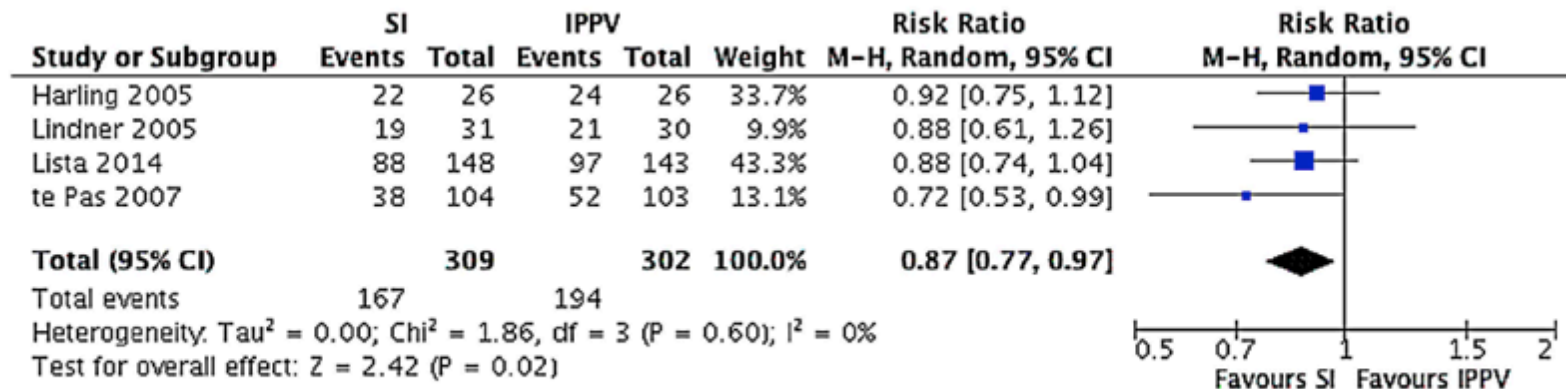 SI IPPV Risk Ratio Risk Ratio
Study or Subgroup Events Total Events Total Weight M-H, Random, 95% CI M-H, Random, 95% CI
Harling 2005 22 26 24 26 33.7% 0.92 [0.75, 1.12]
Lindner 2005 19 31 21 30 9.9% 0.88 [0.61, 1.26]
Lista 2014 88 148 97 143 43.3% 0.88 [0.74, 1.04]
te Pas 2007 38 104 52 103 13.1% 0.72 [0.53, 0.99]
Total (95% CI) 309 302 100.0% 0.87 [0.77, 0.97]
Total events 167 194
Heterogeneity: Tau² = 0.00; Chi² = 1.86, df = 3 (P = 0.60); I² = 0%
Test for overall effect: Z = 2.42 (P = 0.02)
0.5 0.7 1 1.5 2
Favours SI Favours IPPV